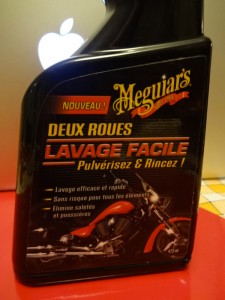 NOUVEAU!
Meguiar's
DEUX ROUES
LAVAGE FACILE
Pulvérisez & Rincez !
- Lavage efficace et rapide
- Sans risque pour tous les éléments
- Elimine saletés
et poussières